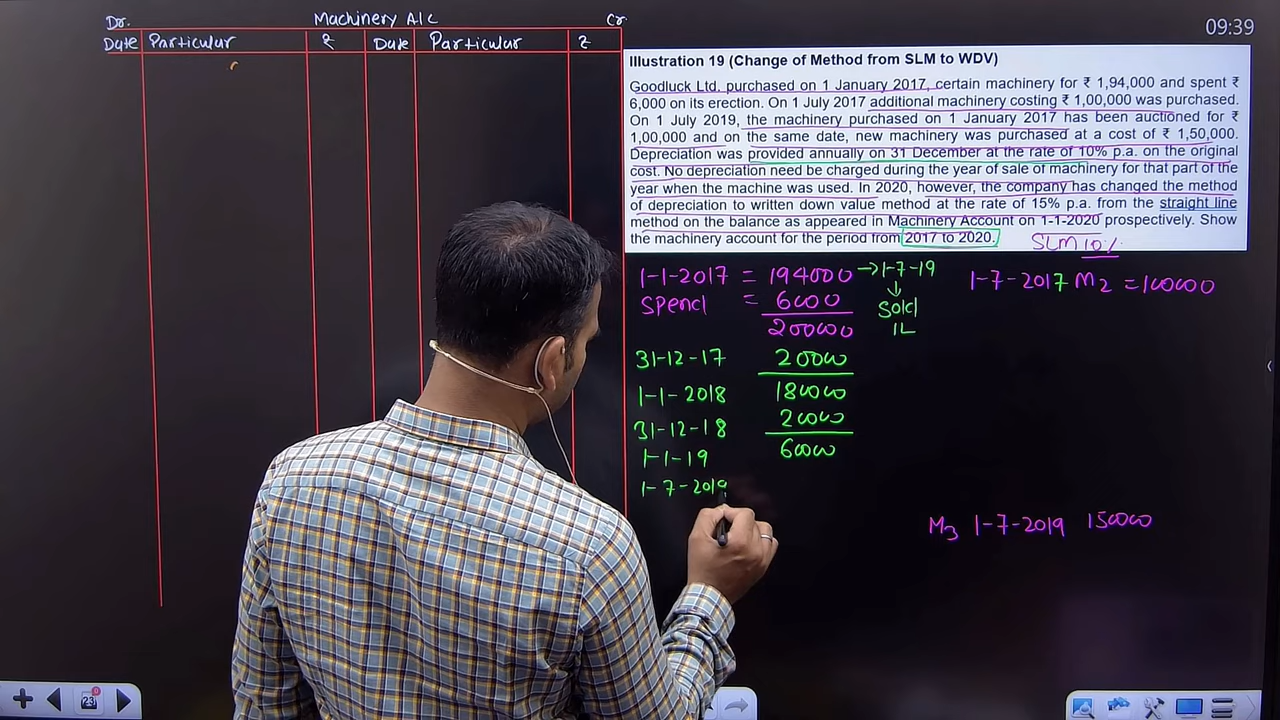 Dr. Machinery A/c Cr.
Date Particular ₹ Date Particular ₹
09:39
Illustration 19 (Change of Method from SLM to WDV)
Goodluck Ltd. purchased on 1 January 2017, certain machinery for ₹ 1,94,000 and spent ₹
6,000 on its erection. On 1 July 2017 additional machinery costing ₹ 1,00,000 was purchased.
On 1 July 2019, the machinery purchased on 1 January 2017 has been auctioned for ₹
1,00,000 and on the same date, new machinery was purchased at a cost of ₹ 1,50,000.
Depreciation was provided annually on 31 December at the rate of 10% p.a. on the original
cost. No depreciation need be charged during the year of sale of machinery for that part of the
year when the machine was used. In 2020, however, the company has changed the method
of depreciation to written down value method at the rate of 15% p.a. from the straight line
method on the balance as appeared in Machinery Account on 1-1-2020 prospectively. Show
the machinery account for the period from 2017 to 2020.
SLM 10%
1-1-2017 = 194000 → 1-7-19
Spend = 6000 ↓ Sold
200000 1L
1-7-2017 M2 = 100000
31-12-17 20000
1-1-2018 180000
31-12-18 20000
1-1-19 60000
1-7-2019
M3 1-7-2019 150000
23